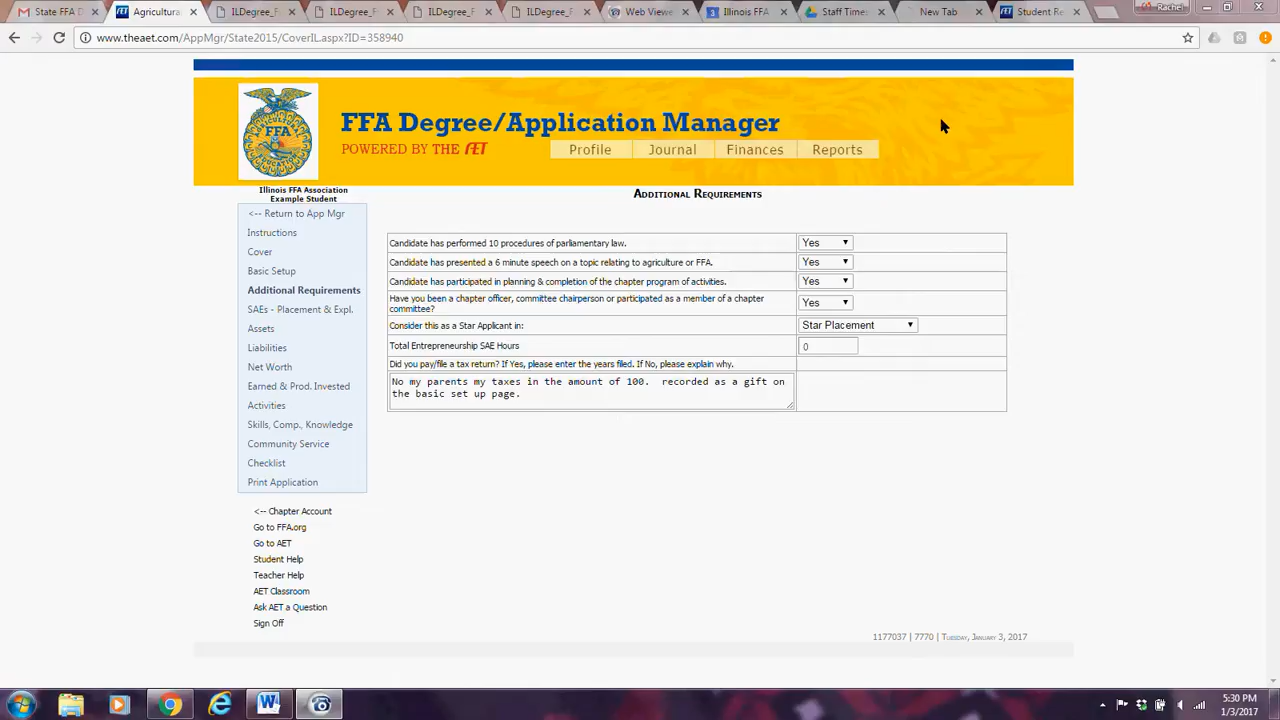 State FFA D
Agricultura
ILDegree_F
ILDegree_F
ILDegree_F
ILDegree_F
Web Viewe
Illinois FFA
Staff Times
New Tab
Student Re
Rachel
www.theaet.com/AppMgr/State2015/CoverIL.aspx?ID=358940
FFA
FFA Degree/Application Manager
POWERED BY THE AET
Profile Journal Finances Reports
Illinois FFA Association
Example Student
Additional Requirements
<-- Return to App Mgr
Instructions
Cover
Basic Setup
Additional Requirements
SAEs - Placement & Expl.
Assets
Liabilities
Net Worth
Earned & Prod. Invested
Activities
Skills, Comp., Knowledge
Community Service
Checklist
Print Application
<-- Chapter Account
Go to FFA.org
Go to AET
Student Help
Teacher Help
AET Classroom
Ask AET a Question
Sign Off
Candidate has performed 10 procedures of parliamentary law. Yes
Candidate has presented a 6 minute speech on a topic relating to agriculture or FFA. Yes
Candidate has participated in planning & completion of the chapter program of activities. Yes
Have you been a chapter officer, committee chairperson or participated as a member of a chapter
committee? Yes
Consider this as a Star Applicant in: Star Placement
Total Entrepreneurship SAE Hours 0
Did you pay/file a tax return? If Yes, please enter the years filed. If No, please explain why.
No my parents my taxes in the amount of 100. recorded as a gift on
the basic set up page.
1177037 | 7770 | Tuesday, January 3, 2017
5:30 PM
1/3/2017